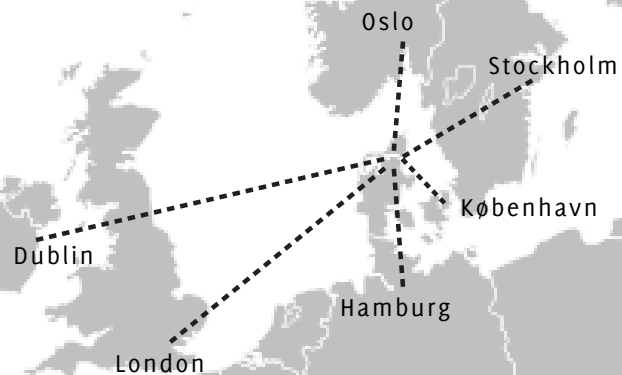 Oslo
Stockholm
København
Dublin
Hamburg
London